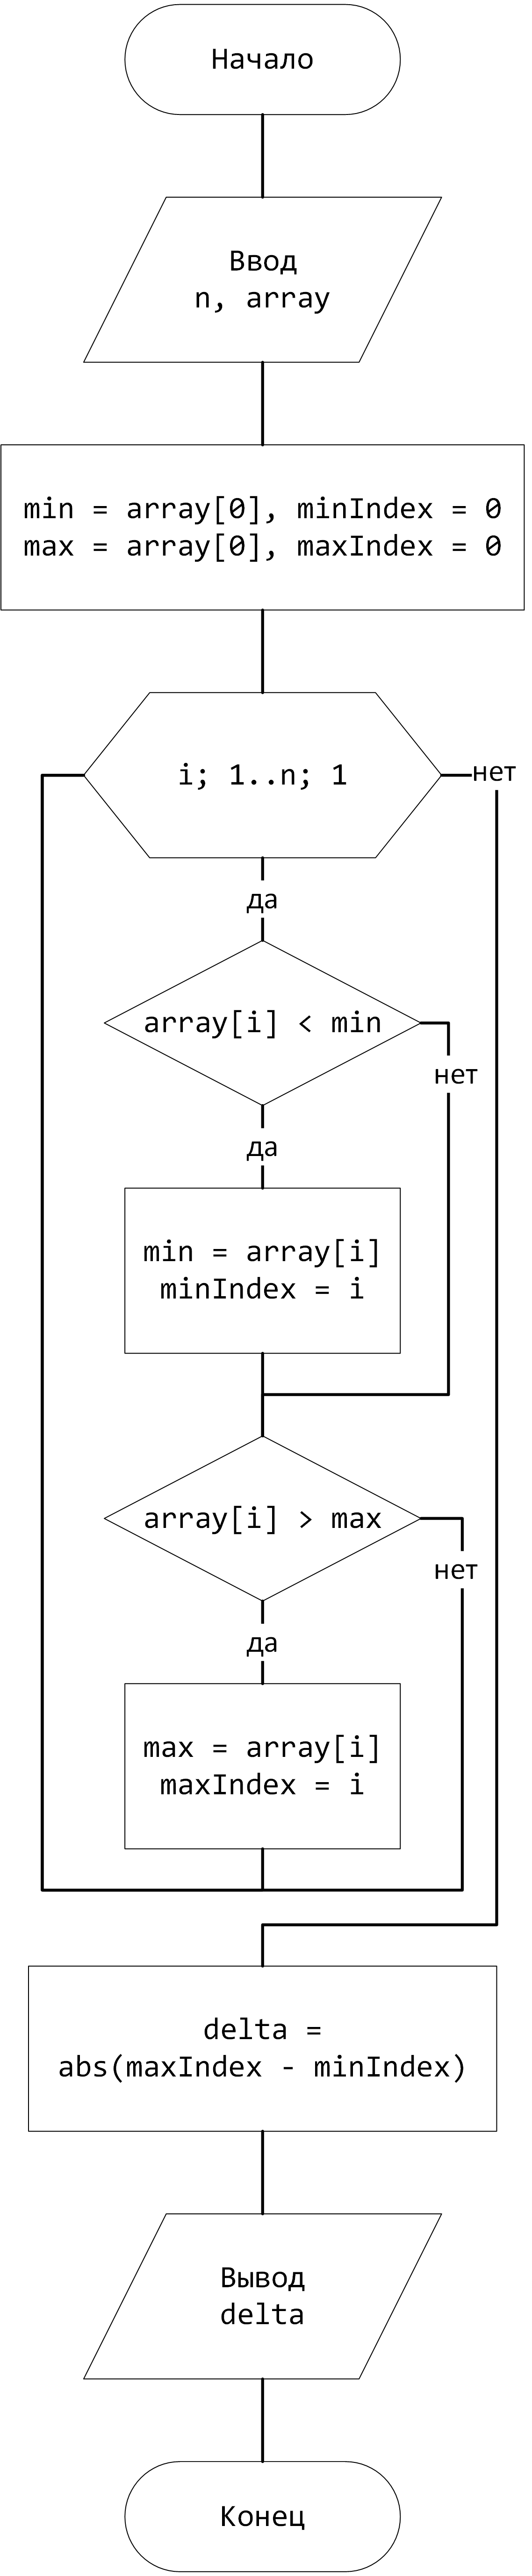 Начало
Ввод
n, array
min = array[0], minIndex = 0
max = array[0], maxIndex = 0
i; 1..n; 1
нет
да
array[i] < min
нет
да
min = array[i]
minIndex = i
array[i] > max
нет
да
max = array[i]
maxIndex = i
delta =
abs(maxIndex - minIndex)
Вывод
delta
Конец